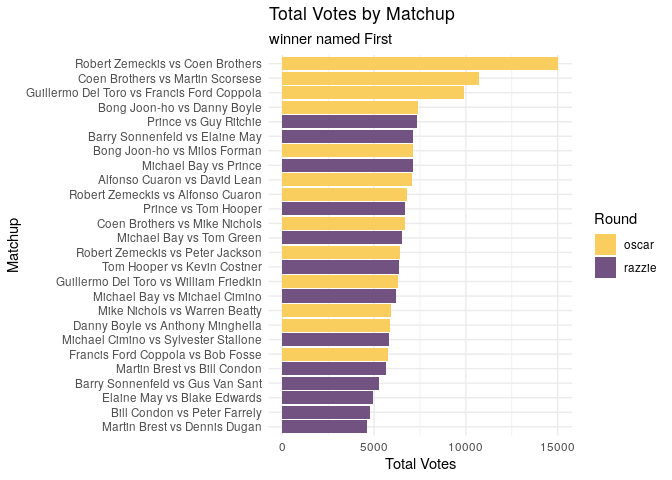 Total Votes by Matchup
winner named First
Robert Zemeckis vs Coen Brothers
Coen Brothers vs Martin Scorsese
Guillermo Del Toro vs Francis Ford Coppola
Bong Joon-ho vs Danny Boyle
Prince vs Guy Ritchie
Barry Sonnenfeld vs Elaine May
Bong Joon-ho vs Milos Forman
Michael Bay vs Prince
Alfonso Cuaron vs David Lean
Robert Zemeckis vs Alfonso Cuaron
Prince vs Tom Hooper
Coen Brothers vs Mike Nichols
Michael Bay vs Tom Green
Robert Zemeckis vs Peter Jackson
Tom Hooper vs Kevin Costner
Guillermo Del Toro vs William Friedkin
Michael Bay vs Michael Cimino
Mike Nichols vs Warren Beatty
Danny Boyle vs Anthony Minghella
Michael Cimino vs Sylvester Stallone
Francis Ford Coppola vs Bob Fosse
Martin Brest vs Bill Condon
Barry Sonnenfeld vs Gus Van Sant
Elaine May vs Blake Edwards
Bill Condon vs Peter Farrely
Martin Brest vs Dennis Dugan
Matchup
0 5000 10000 15000
Total Votes
Round
oscar
razzie